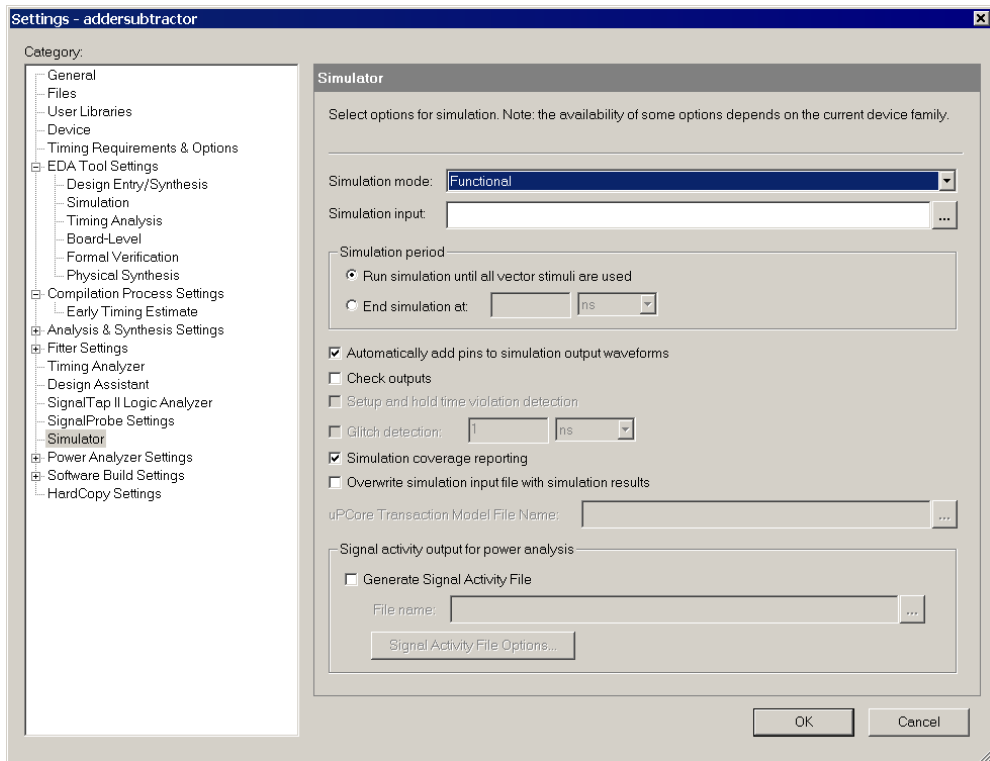 Settings - addersubtractor
Category:
General
Files
User Libraries
Device
Timing Requirements & Options
EDA Tool Settings
Design Entry/Synthesis
Simulation
Timing Analysis
Board-Level
Formal Verification
Physical Synthesis
Compilation Process Settings
Early Timing Estimate
Analysis & Synthesis Settings
Fitter Settings
Timing Analyzer
Design Assistant
SignalTap II Logic Analyzer
SignalProbe Settings
Simulator
Power Analyzer Settings
Software Build Settings
HardCopy Settings
Simulator
Select options for simulation. Note: the availability of some options depends on the current device family.
Simulation mode: Functional
Simulation input: ...
Simulation period
Run simulation until all vector stimuli are used
End simulation at: ns
Automatically add pins to simulation output waveforms
Check outputs
Setup and hold time violation detection
Glitch detection: 1 ns
Simulation coverage reporting
Overwrite simulation input file with simulation results
uPCore Transaction Model File Name: ...
Signal activity output for power analysis
Generate Signal Activity File
File name: ...
Signal Activity File Options...
OK Cancel